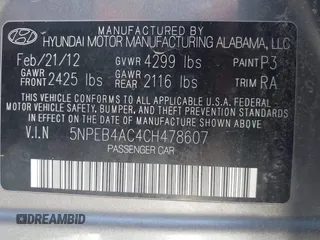 HYUNDAI MOTOR MANUFACTURING ALABAMA, LLC
Feb/21/12 GVWR 4299 lbs PAINT P3
GAWR FRONT 2425 lbs GAWR REAR 2116 lbs TRIM RA
THIS VEHICLE CONFORMS TO ALL APPLICABLE FEDERAL
MOTOR VEHICLE SAFETY, BUMPER, AND THEFT PREVENTION
STANDARDS IN EFFECT ON THE DATE OF MANUFACTURE SHOWN ABOVE.
V.I.N 5NPEB4AC4CH478607
PASSENGER CAR
DREAMBID